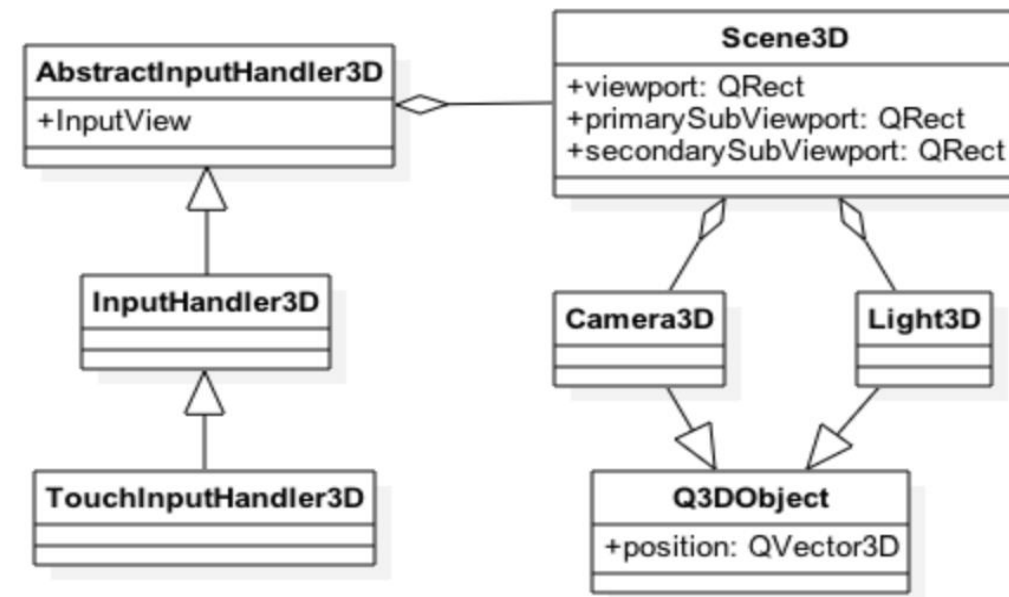 AbstractInputHandler3D
+InputView
Scene3D
+viewport: QRect
+primarySubViewport: QRect
+secondarySubViewport: QRect
InputHandler3D
Camera3D
Light3D
TouchInputHandler3D
Q3DObject
+position: QVector3D